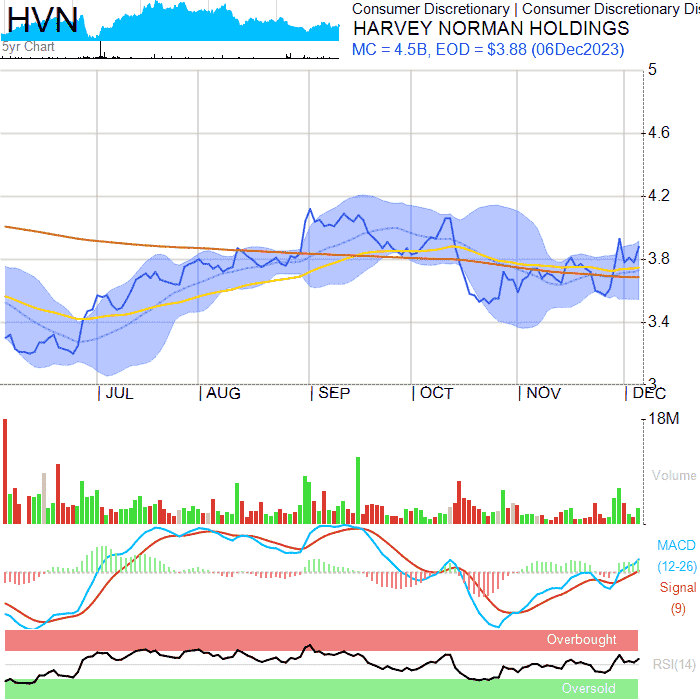 HVN
5yr Chart
Consumer Discretionary | Consumer Discretionary Dis
HARVEY NORMAN HOLDINGS
MC = 4.5B, EOD = $3.88 (06Dec2023)
5
4.6
4.2
3.8
3.4
3
| JUL
| AUG
| SEP
| OCT
| NOV
| DEC
18M
Volume
MACD
(12-26)
Signal
(9)
Overbought
RSI(14)
Oversold